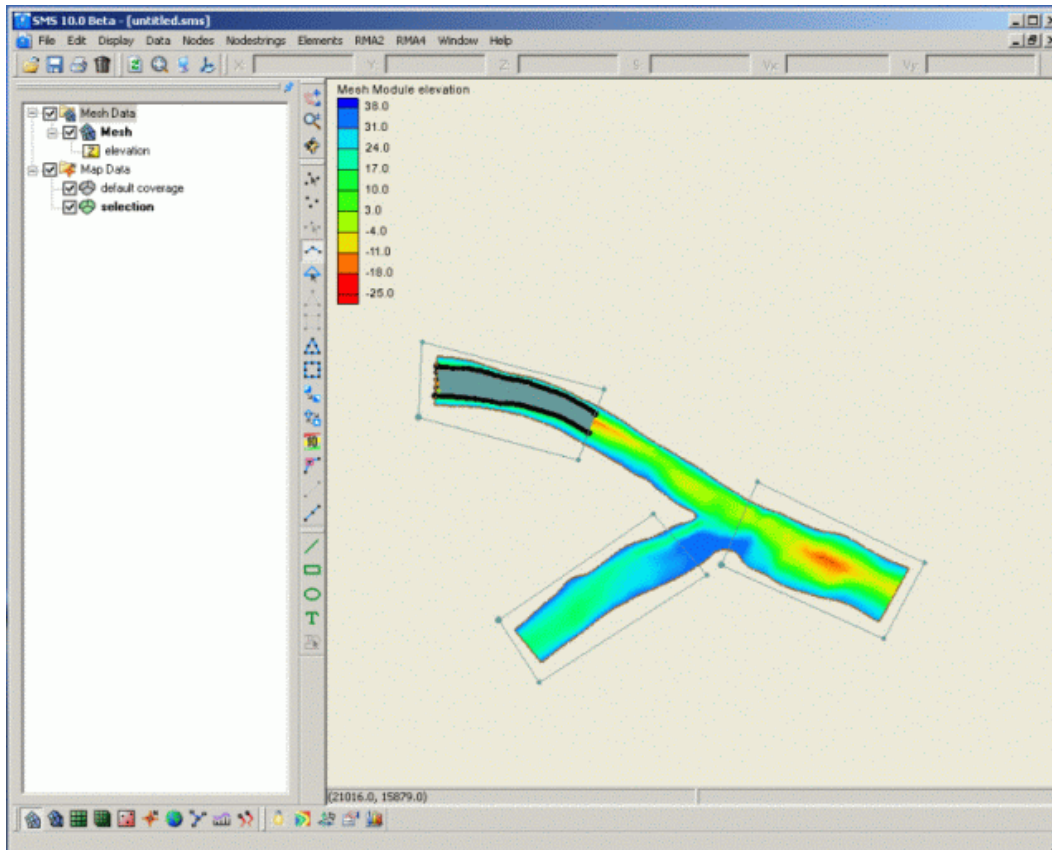 SMS 10.0 Beta - [untitled.sms]
File Edit Display Data Nodes Nodestrings Elements RMA2 RMA4 Window Help
X: Y: Z: S: Vx: Vy:
Mesh Data
Mesh
Z elevation
Map Data
default coverage
selection
T
Mesh Module elevation
38.0
31.0
24.0
17.0
10.0
3.0
-4.0
-11.0
-18.0
-25.0
(21016.0, 15879.0)